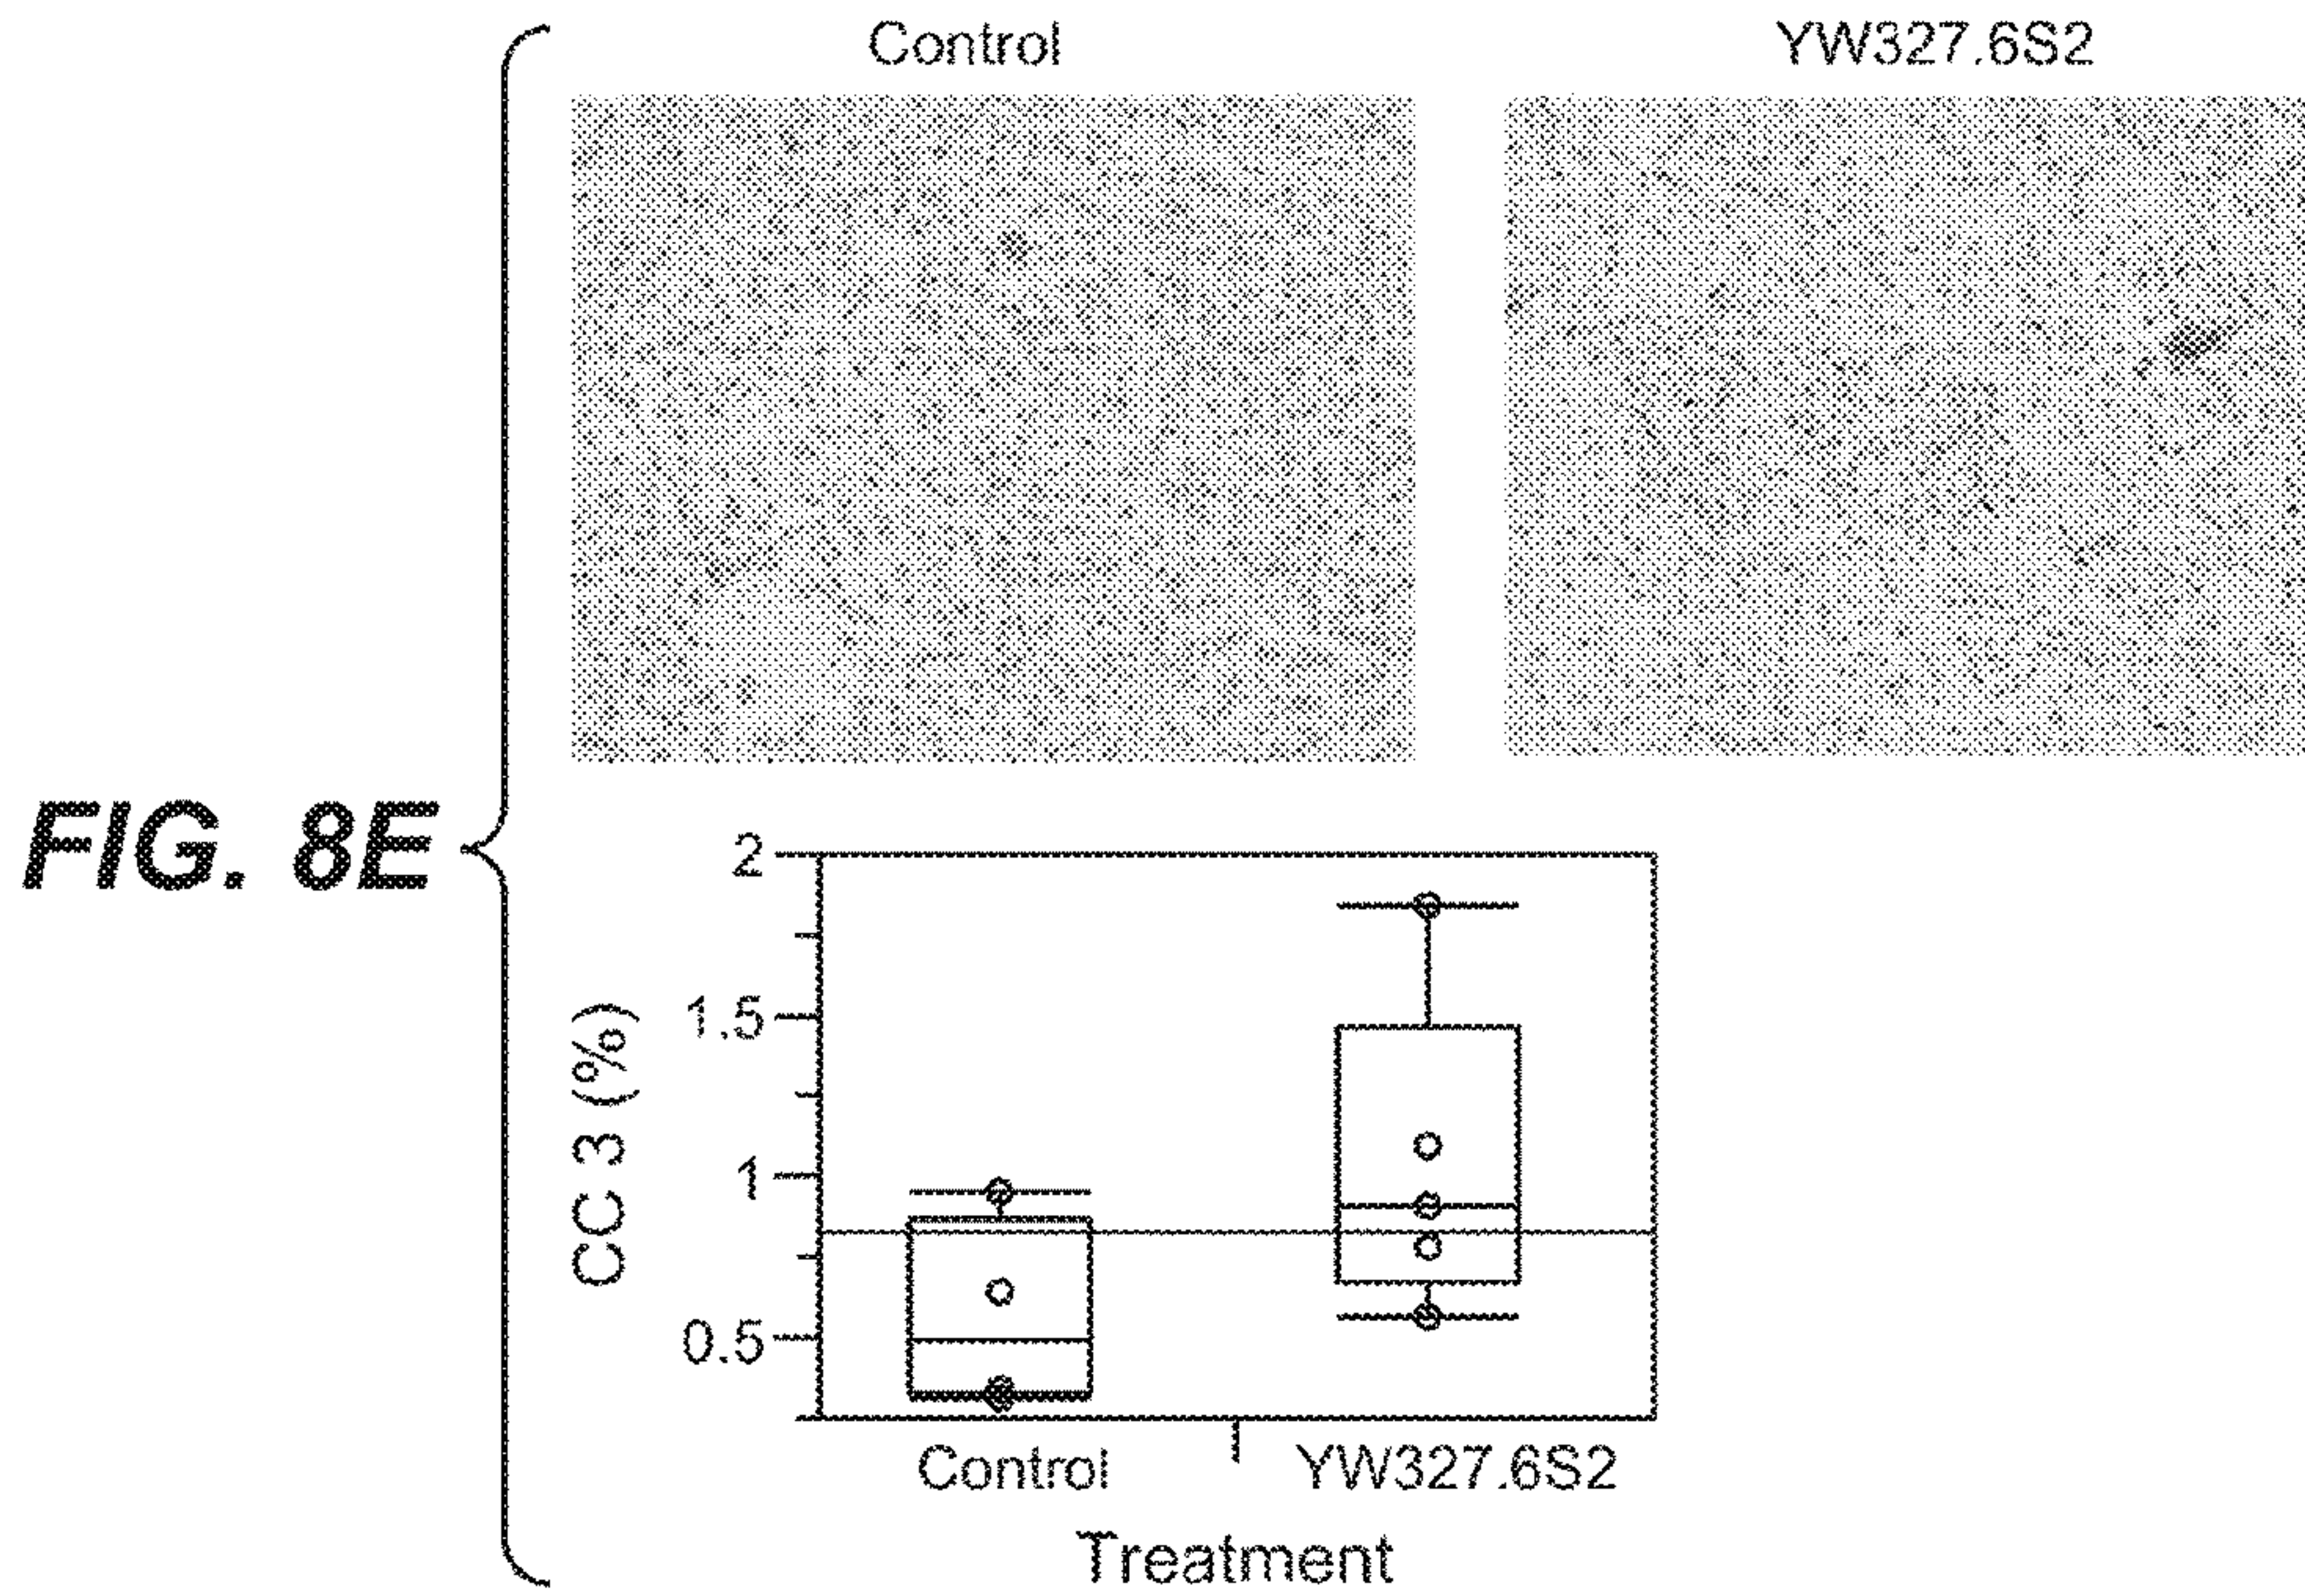 Control
YW327.6S2
FIG. 8E
2
1.5
1
0.5
CC 3 (%)
Control
YW327.6S2
Treatment